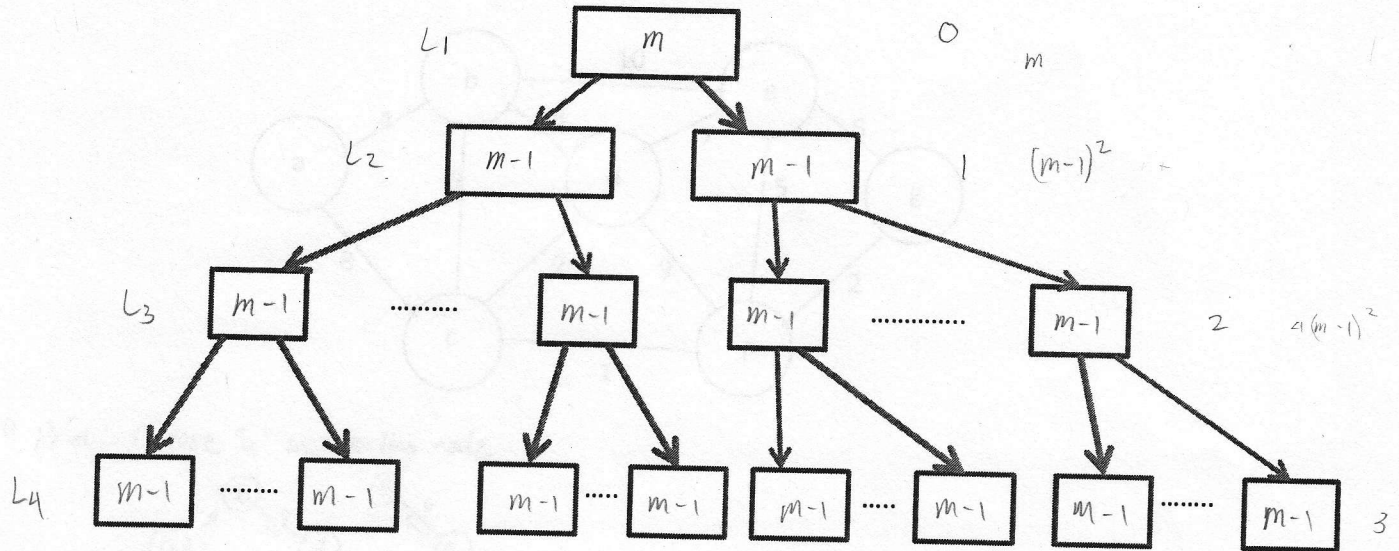 L1 m 0
m
L2 m-1 m-1 1 (m-1)²
L3 m-1 .......... m-1 m-1 .............. m-1 2 4(m-1)²
L4 m-1 ......... m-1 m-1 ..... m-1 m-1 ..... m-1 m-1 ........ m-1 3